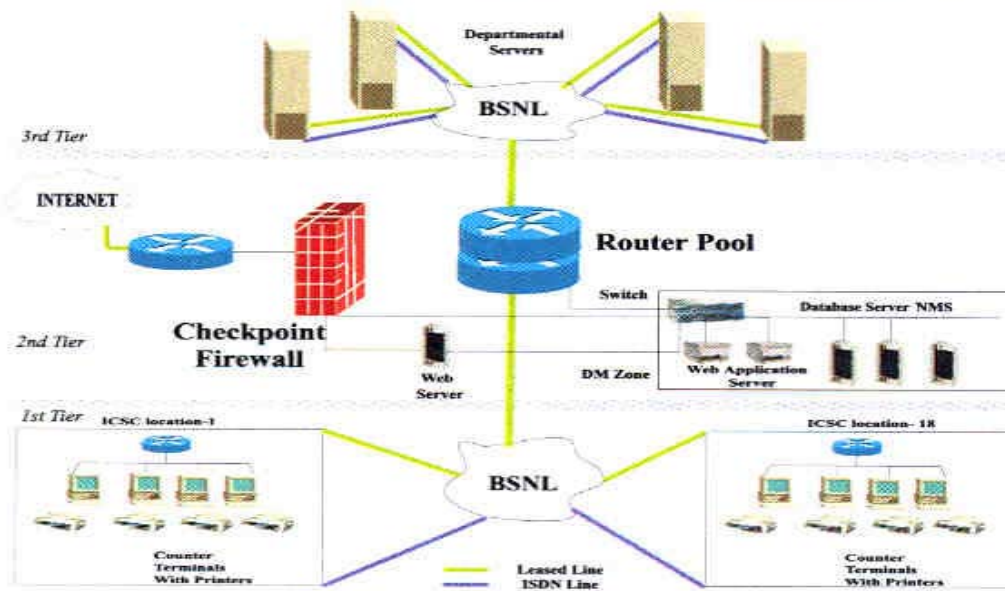 Departmental
Servers
BSNL
3rd Tier
INTERNET
Router Pool
Switch
Database Server NMS
Checkpoint
Firewall
2nd Tier
Web
Server
DM Zone
Web Application
Server
1st Tier
ICSC location-1
ICSC location- 18
BSNL
Counter
Terminals
With Printers
Counter
Terminals
With Printers
Leased Line
ISDN Line